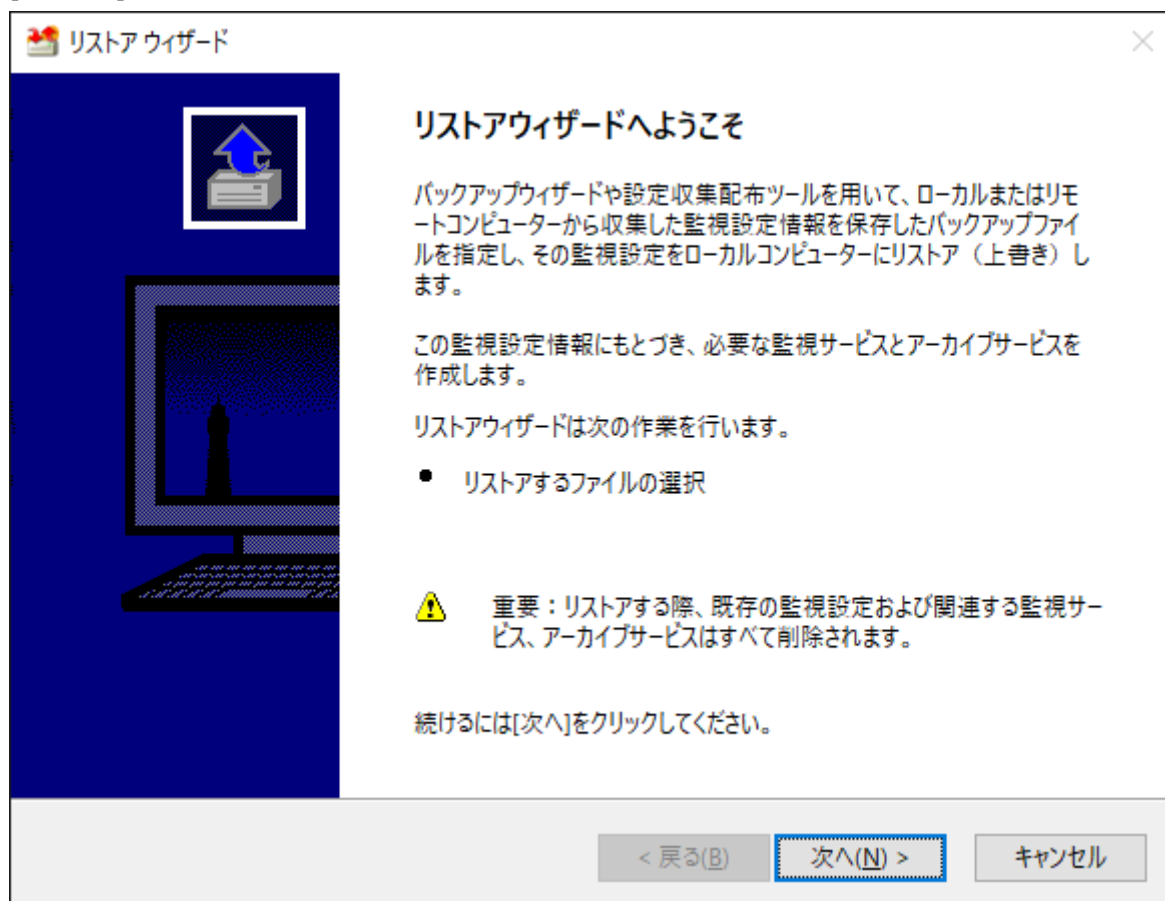 リストア ウィザード
リストアウィザードへようこそ
バックアップウィザードや設定収集配布ツールを用いて、ローカルまたはリモ
ートコンピューターから収集した監視設定情報を保存したバックアップファイ
ルを指定し、その監視設定をローカルコンピューターにリストア（上書き）し
ます。
この監視設定情報にもとづき、必要な監視サービスとアーカイブサービスを
作成します。
リストアウィザードは次の作業を行います。
● リストアするファイルの選択
重要：リストアする際、既存の監視設定および関連する監視サー
ビス、アーカイブサービスはすべて削除されます。
続けるには[次へ]をクリックしてください。
< 戻る(B) 次へ(N) > キャンセル